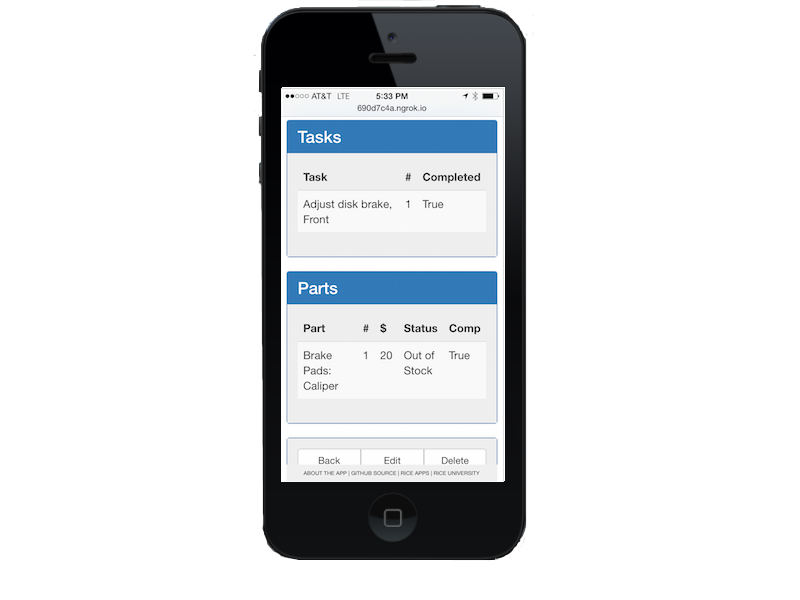 AT&T LTE 5:33 PM
690d7c4a.ngrok.io
Tasks
Task # Completed
Adjust disk brake, 1 True
Front
Parts
Part # $ Status Comp
Brake 1 20 Out of True
Pads: Stock
Caliper
Back Edit Delete
ABOUT THE APP | GITHUB SOURCE | RICE APPS | RICE UNIVERSITY